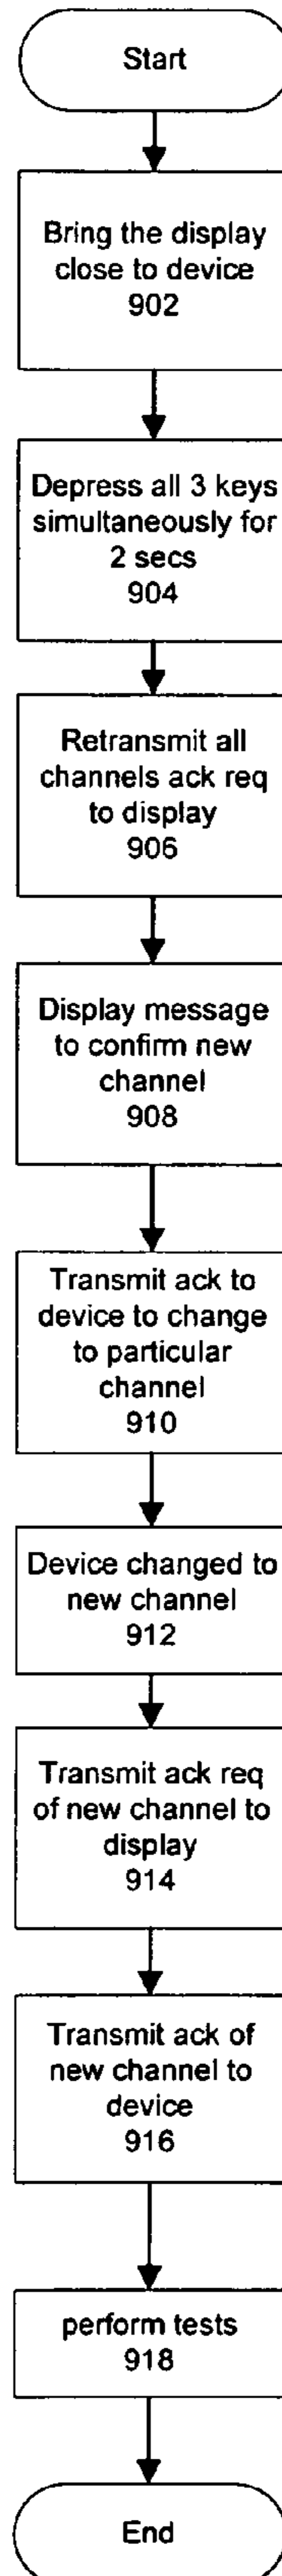 Start
Bring the display
close to device
902
Depress all 3 keys
simultaneously for
2 secs
904
Retransmit all
channels ack req
to display
906
Display message
to confirm new
channel
908
Transmit ack to
device to change
to particular
channel
910
Device changed to
new channel
912
Transmit ack req
of new channel to
display
914
Transmit ack of
new channel to
device
916
perform tests
918
End